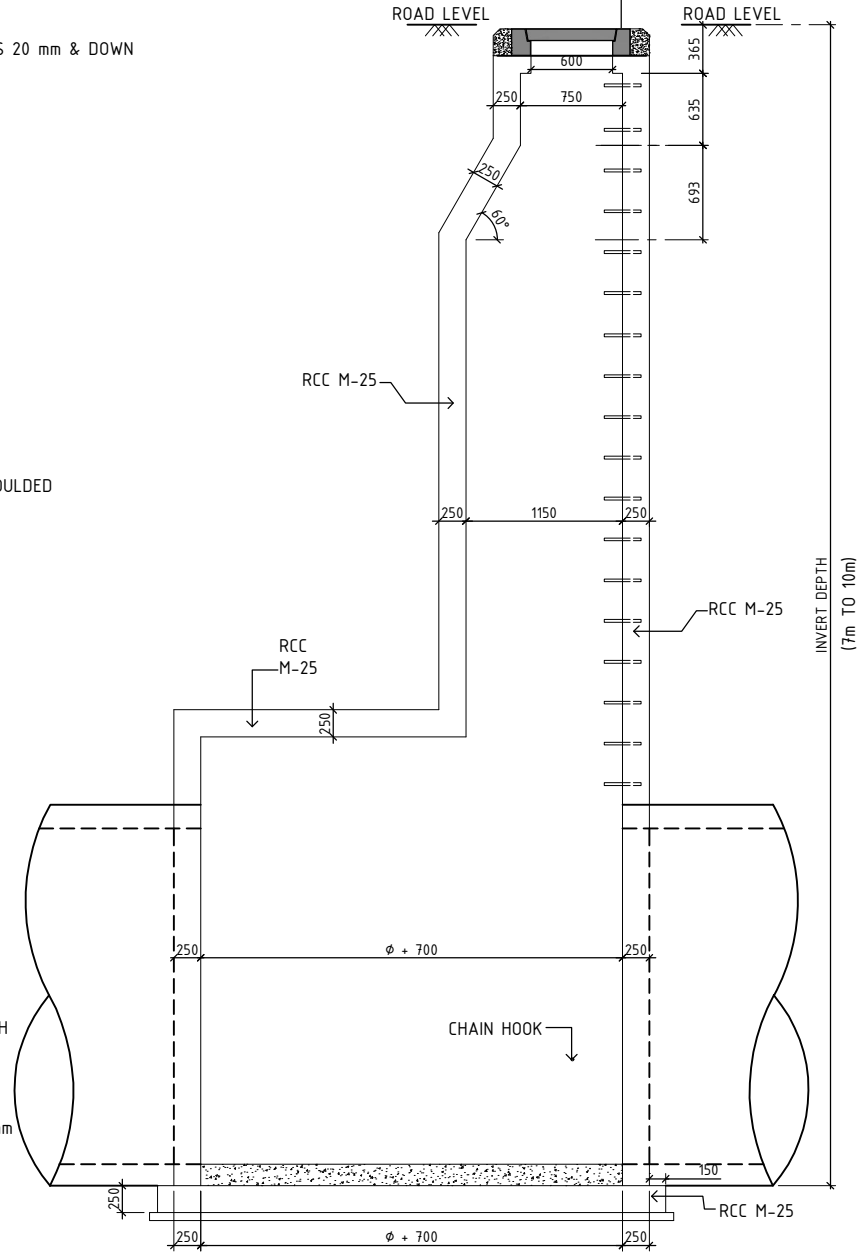 ROAD LEVEL
ROAD LEVEL
S 20 mm & DOWN
600
365
250
750
635
250
693
60°
RCC M-25
OULDED
250
1150
250
INVERT DEPTH
(7m TO 10m)
RCC M-25
RCC
M-25
250
250
Ø + 700
250
H
CHAIN HOOK
mm
150
250
RCC M-25
250
Ø + 700
250